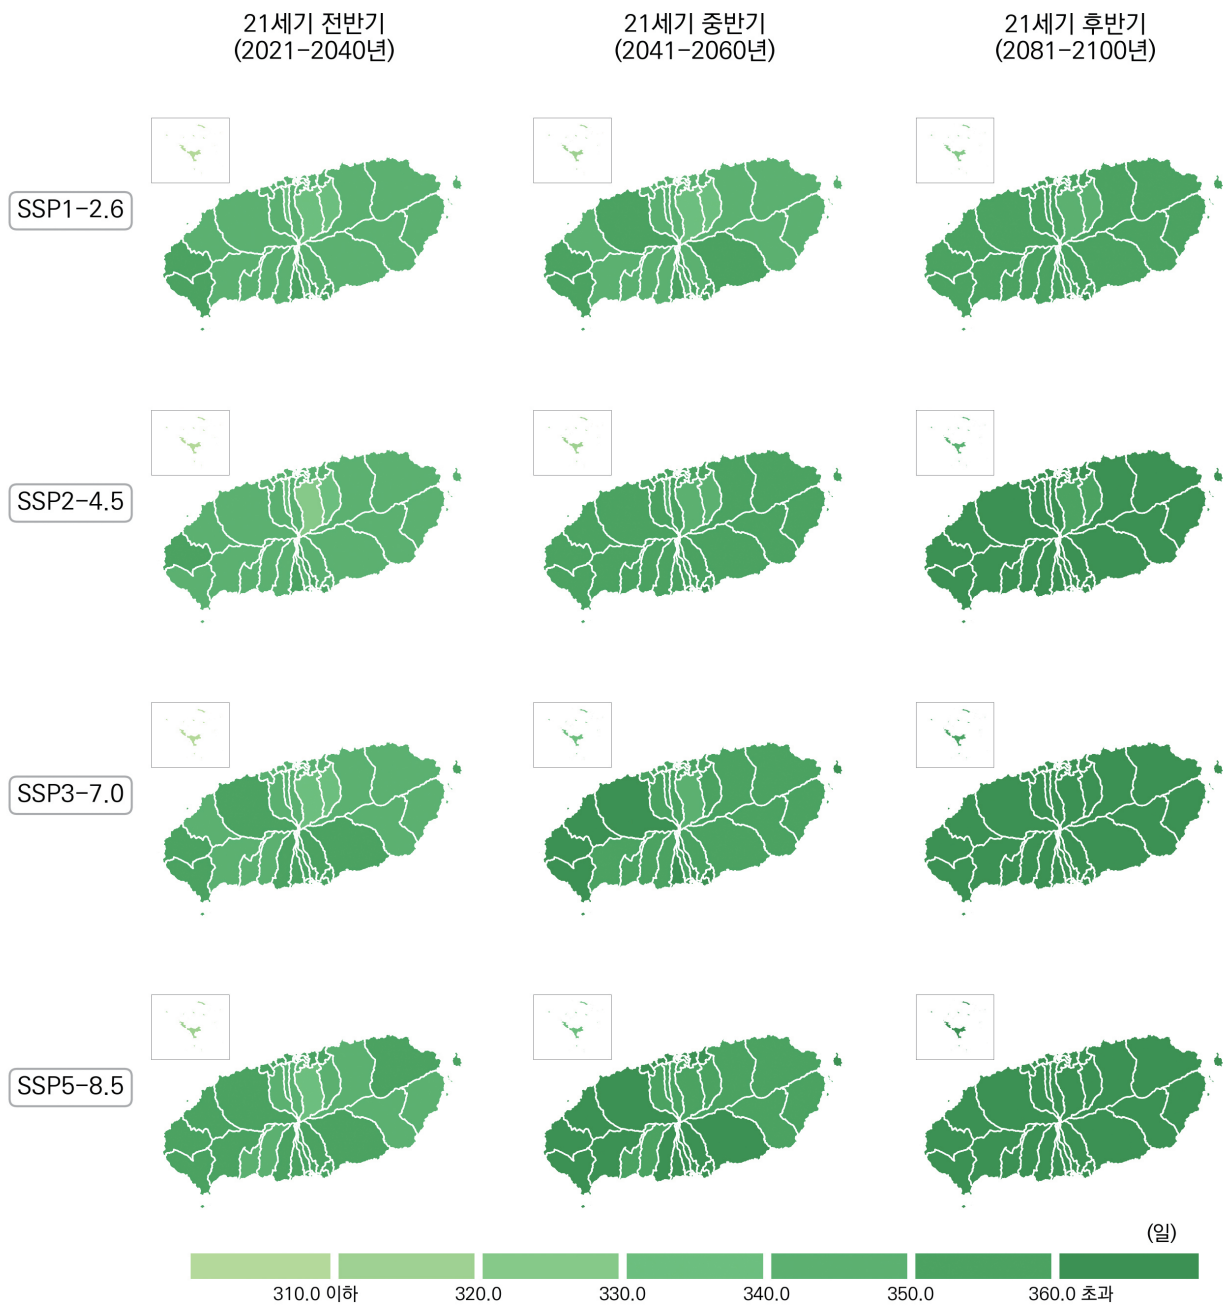 21세기 전반기
(2021-2040년)
21세기 중반기
(2041-2060년)
21세기 후반기
(2081-2100년)
SSP1-2.6
SSP2-4.5
SSP3-7.0
SSP5-8.5
(일)
310.0 이하
320.0
330.0
340.0
350.0
360.0 초과